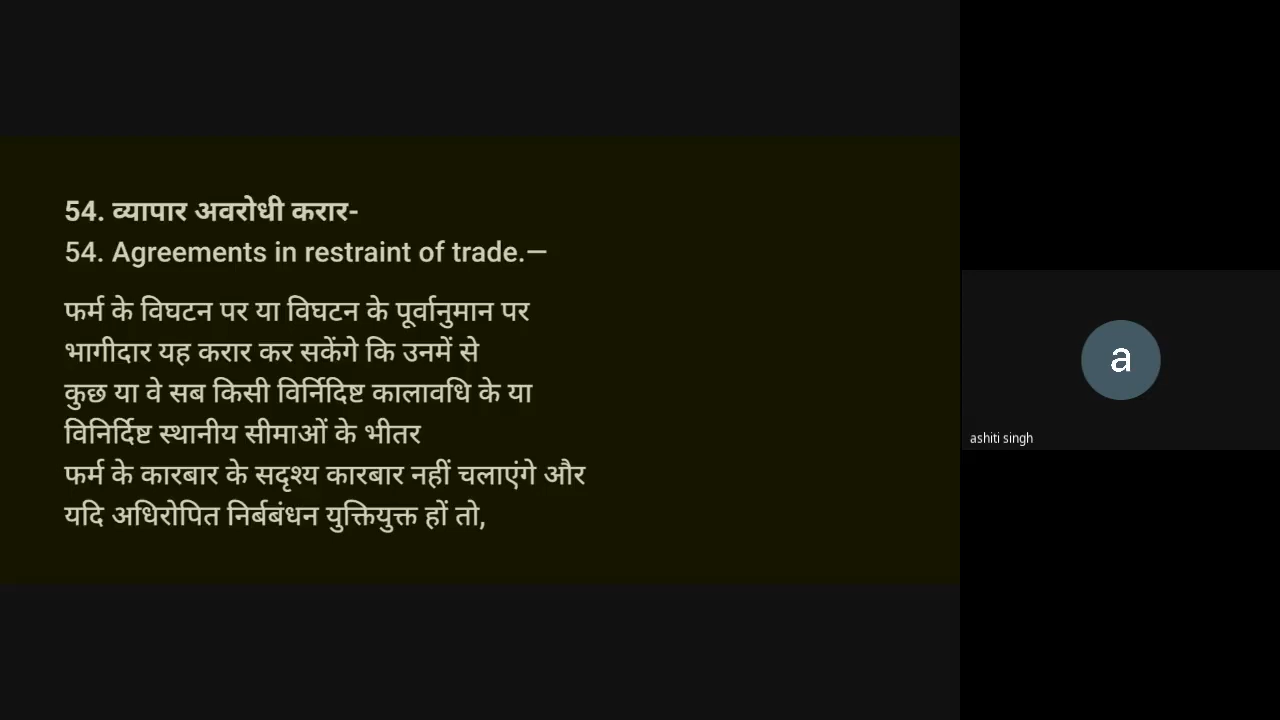 54. व्यापार अवरोधी करार-
54. Agreements in restraint of trade.—
फर्म के विघटन पर या विघटन के पूर्वानुमान पर
भागीदार यह करार कर सकेंगे कि उनमें से
कुछ या वे सब किसी विर्निदिष्ट कालावधि के या
विनिर्दिष्ट स्थानीय सीमाओं के भीतर
फर्म के कारबार के सदृश्य कारबार नहीं चलाएंगे और
यदि अधिरोपित निर्बबंधन युक्तियुक्त हों तो,
a
ashiti singh